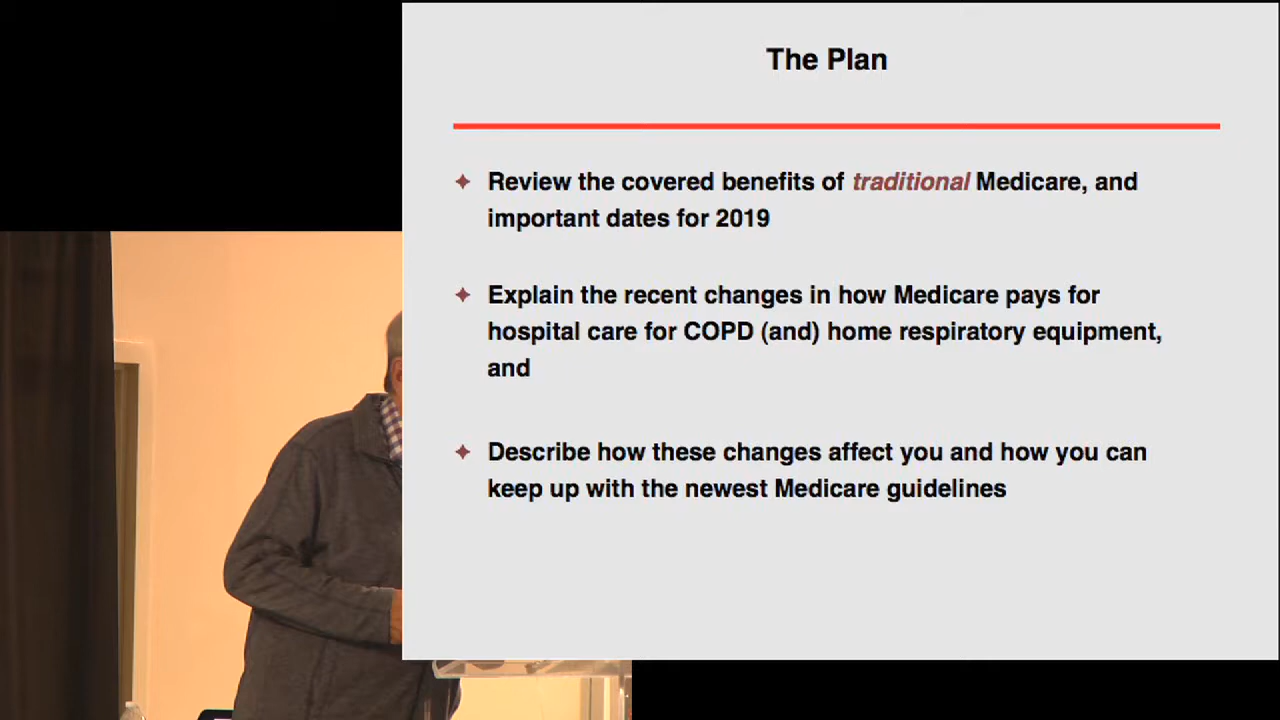 The Plan
Review the covered benefits of traditional Medicare, and
important dates for 2019
Explain the recent changes in how Medicare pays for
hospital care for COPD (and) home respiratory equipment,
and
Describe how these changes affect you and how you can
keep up with the newest Medicare guidelines